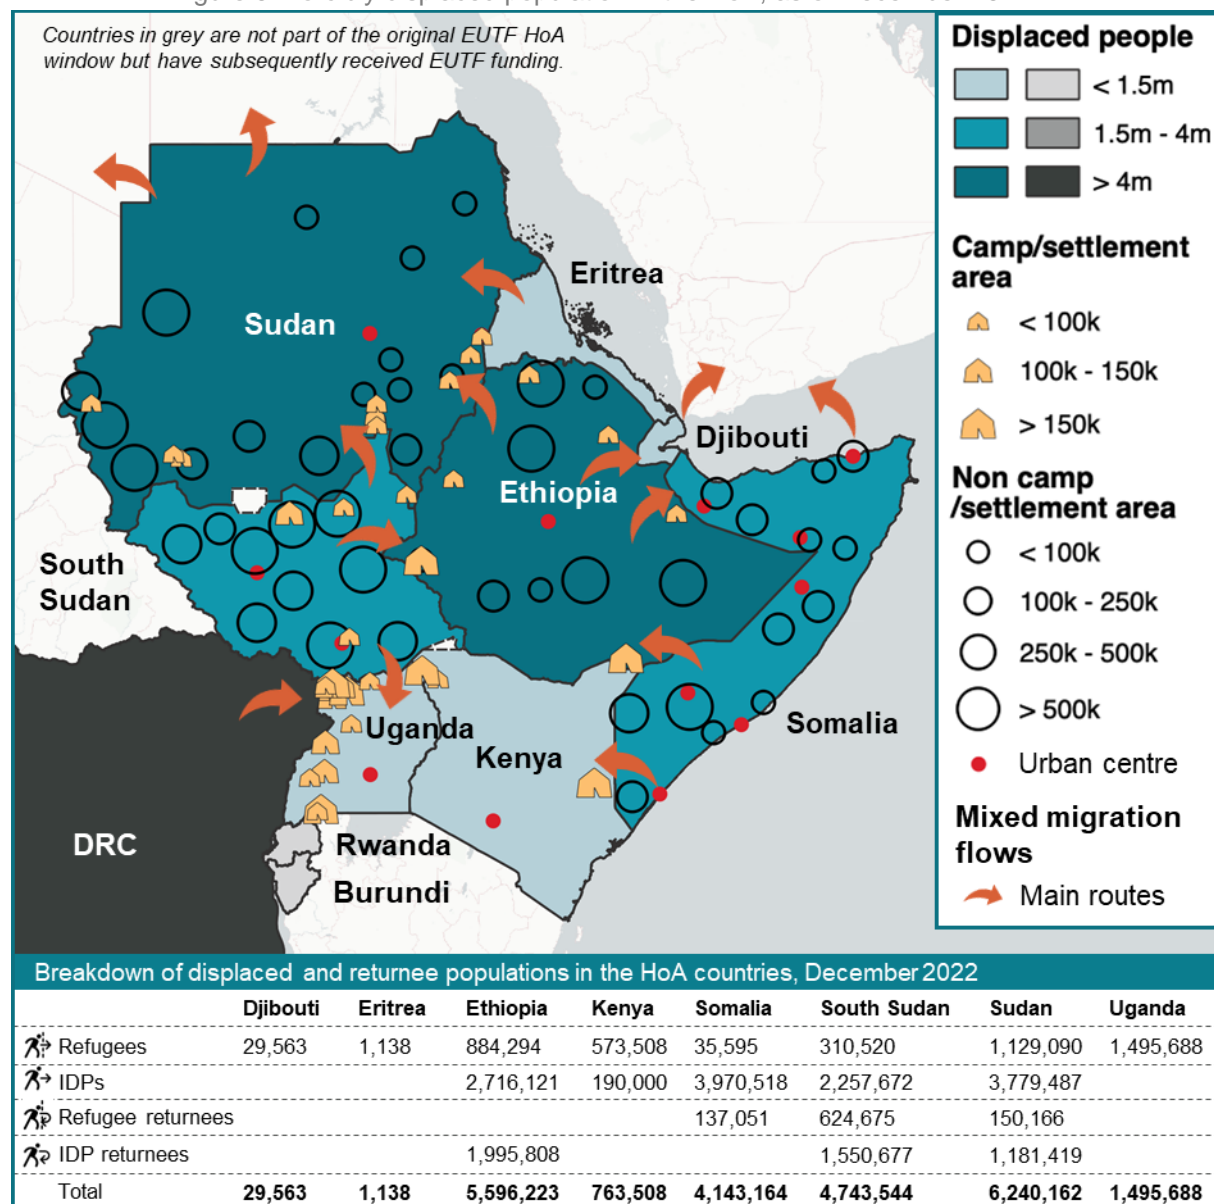 Countries in grey are not part of the original EUTF HoA
window but have subsequently received EUTF funding.
Displaced people
< 1.5m
1.5m - 4m
> 4m
Camp/settlement
area
< 100k
100k - 150k
> 150k
Non camp
/settlement area
< 100k
100k - 250k
250k - 500k
> 500k
Urban centre
Mixed migration
flows
Main routes
Eritrea
Sudan
Djibouti
Ethiopia
South
Sudan
Uganda
Kenya
Somalia
DRC
Rwanda
Burundi
Breakdown of displaced and returnee populations in the HoA countries, December 2022
Djibouti Eritrea Ethiopia Kenya Somalia South Sudan Sudan Uganda
Refugees 29,563 1,138 884,294 573,508 35,595 310,520 1,129,090 1,495,688
IDPs 2,716,121 190,000 3,970,518 2,257,672 3,779,487
Refugee returnees 137,051 624,675 150,166
IDP returnees 1,995,808 1,550,677 1,181,419
Total 29,563 1,138 5,596,223 763,508 4,143,164 4,743,544 6,240,162 1,495,688